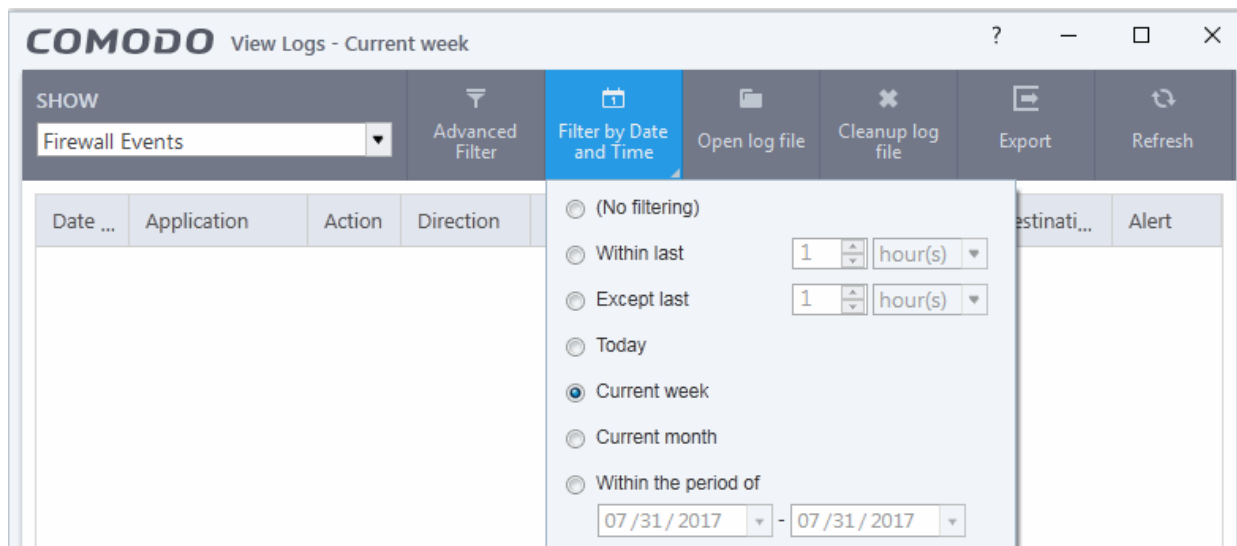 COMODO View Logs - Current week ?
SHOW
Firewall Events
Advanced
Filter
1
Filter by Date
and Time
Open log file
Cleanup log
file
Export
Refresh
Date ... Application Action Direction estinati... Alert
(No filtering)
Within last 1 hour(s)
Except last 1 hour(s)
Today
Current week
Current month
Within the period of
07 / 31 / 2017 - 07 / 31 / 2017